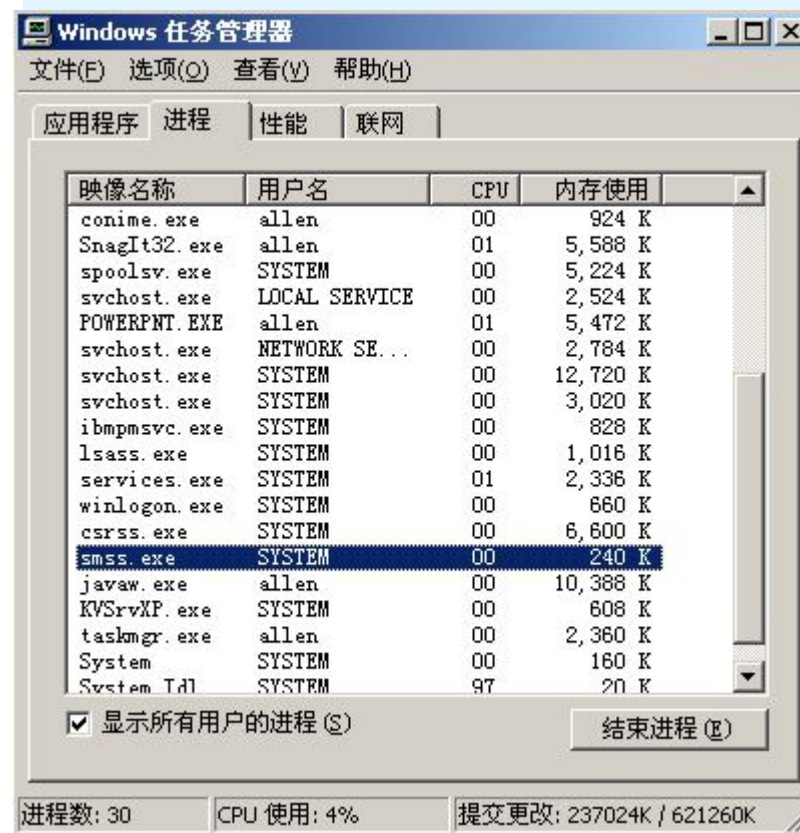 Windows 任务管理器
文件(F) 选项(O) 查看(V) 帮助(H)
应用程序 进程 性能 联网
映像名称 用户名 CPU 内存使用
conime.exe allen 00 924 K
SnagIt32.exe allen 01 5,588 K
spoolsv.exe SYSTEM 00 5,224 K
svchost.exe LOCAL SERVICE 00 2,524 K
POWERPNT.EXE allen 01 5,472 K
svchost.exe NETWORK SE... 00 2,784 K
svchost.exe SYSTEM 00 12,720 K
svchost.exe SYSTEM 00 3,020 K
ibmpmsvc.exe SYSTEM 00 828 K
lsass.exe SYSTEM 00 1,016 K
services.exe SYSTEM 01 2,336 K
winlogon.exe SYSTEM 00 660 K
csrss.exe SYSTEM 00 6,600 K
smss.exe SYSTEM 00 240 K
javaw.exe allen 00 10,388 K
KVSrvXP.exe SYSTEM 00 608 K
taskmgr.exe allen 00 2,360 K
System SYSTEM 00 160 K
System Idl SYSTEM 97 20 K
显示所有用户的进程(S) 结束进程(E)
进程数: 30 CPU 使用: 4% 提交更改: 237024K / 621260K